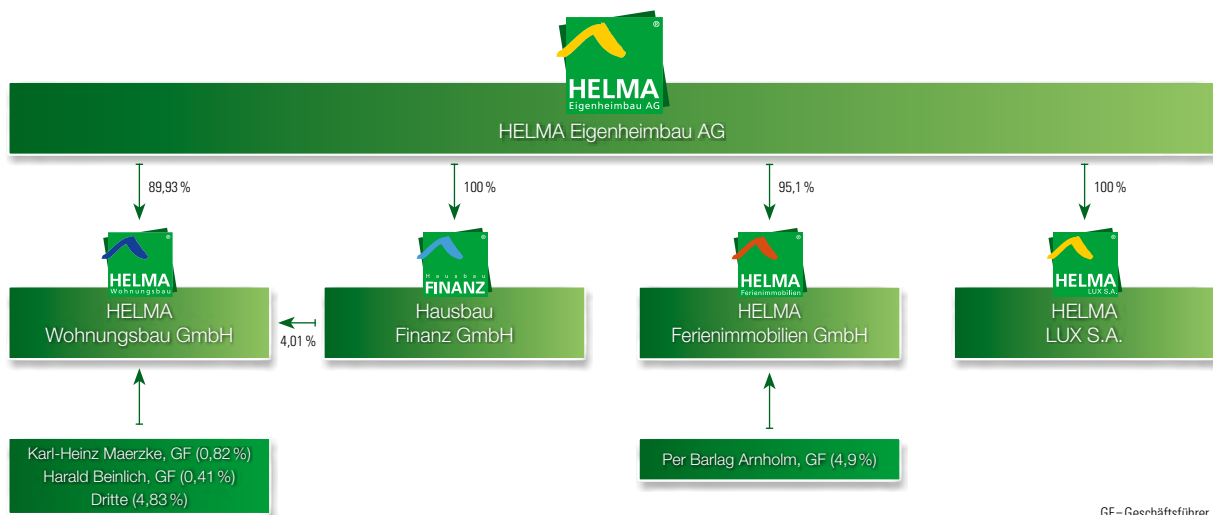 ®
HELMA
Eigenheimbau AG
HELMA Eigenheimbau AG
89,93 %
100 %
95,1 %
100 %
®
HELMA
Wohnungsbau
®
Hausbau
FINANZ
®
HELMA
Ferienimmobilien
®
HELMA
LUX S.A.
HELMA
Wohnungsbau GmbH
4,01 %
Hausbau
Finanz GmbH
HELMA
Ferienimmobilien GmbH
HELMA
LUX S.A.
Karl-Heinz Maerzke, GF (0,82 %)
Harald Beinlich, GF (0,41 %)
Dritte (4,83 %)
Per Barlag Arnholm, GF (4,9 %)
GF – Geschäftsführer